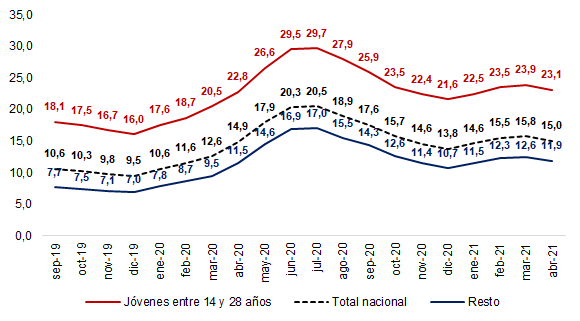 35,0
30,0
25,0
20,0
15,0
10,0
5,0
0,0
18,1 17,5 16,7 16,0 17,6 18,7 20,5 22,8 26,6 29,5 29,7 27,9 25,9 23,5 22,4 21,6 22,5 23,5 23,9 23,1
10,6 10,3 9,8 9,5 10,6 11,6 12,6 14,9 17,9 20,3 20,5 18,9 17,6 15,7 14,6 13,8 14,6 15,5 15,8 15,0
7,7 7,5 7,1 7,0 7,8 8,7 9,5 11,5 14,6 16,9 17,0 15,5 14,3 12,6 11,4 10,7 11,5 12,3 12,6 11,9
sep-19 oct-19 nov-19 dic-19 ene-20 feb-20 mar-20 abr-20 may-20 jun-20 jul-20 ago-20 sep-20 oct-20 nov-20 dic-20 ene-21 feb-21 mar-21 abr-21
Jóvenes entre 14 y 28 años Total nacional Resto